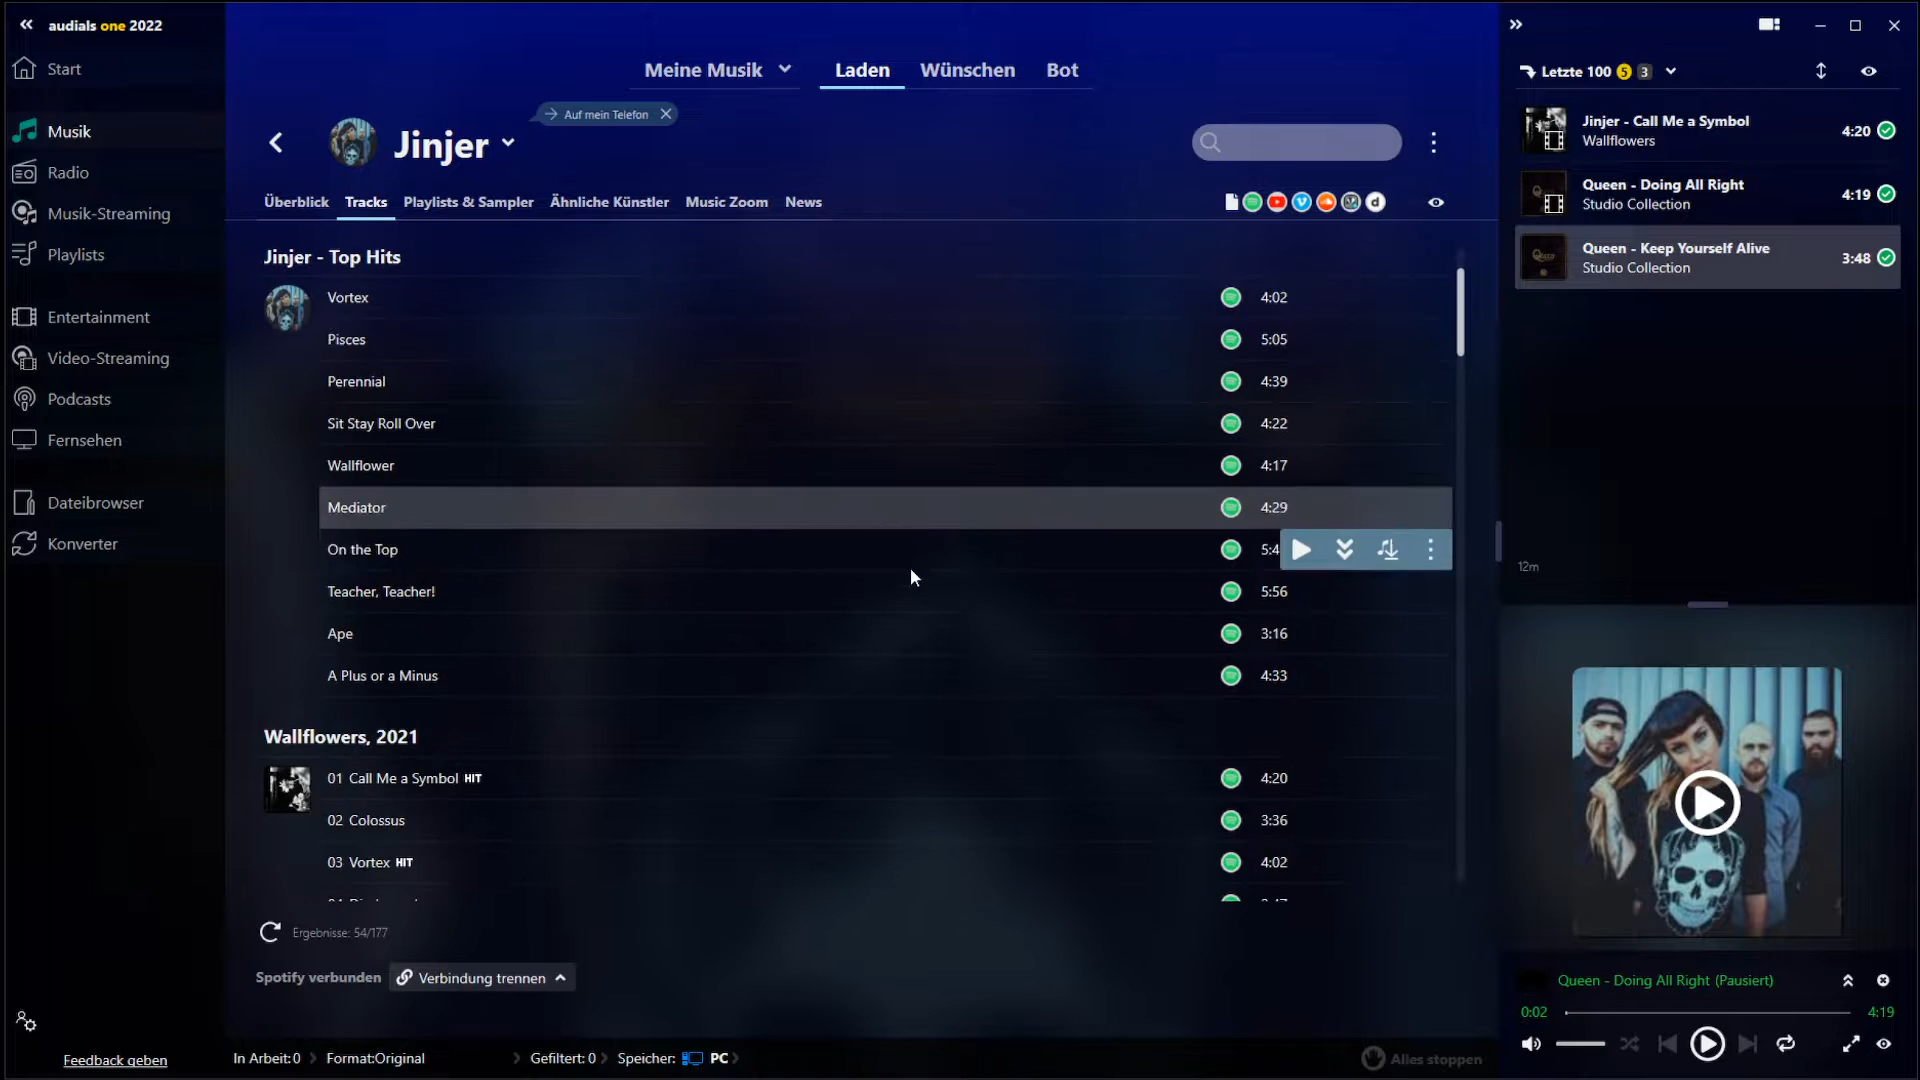 audials one 2022
Start
Musik
Radio
Musik-Streaming
Playlists
Entertainment
Video-Streaming
Podcasts
Fernsehen
Dateibrowser
Konverter
Feedback geben
Meine Musik
Laden
Wünschen
Bot
Auf mein Telefon
Jinjer
Überblick
Tracks
Playlists & Sampler
Ähnliche Künstler
Music Zoom
News
Jinjer - Top Hits
Vortex 4:02
Pisces 5:05
Perennial 4:39
Sit Stay Roll Over 4:22
Wallflower 4:17
Mediator 4:29
On the Top 5:4
Teacher, Teacher! 5:56
Ape 3:16
A Plus or a Minus 4:33
Wallflowers, 2021
01 Call Me a Symbol HIT 4:20
02 Colossus 3:36
03 Vortex HIT 4:02
Ergebnisse: 54/177
Spotify verbunden
Verbindung trennen
In Arbeit:0
Format:Original
Gefiltert: 0
Speicher: PC
Alles stoppen
Letzte 100 5 3
Jinjer - Call Me a Symbol
Wallflowers
4:20
Queen - Doing All Right
Studio Collection
4:19
Queen - Keep Yourself Alive
Studio Collection
3:48
12m
Queen - Doing All Right (Pausiert)
0:02
4:19